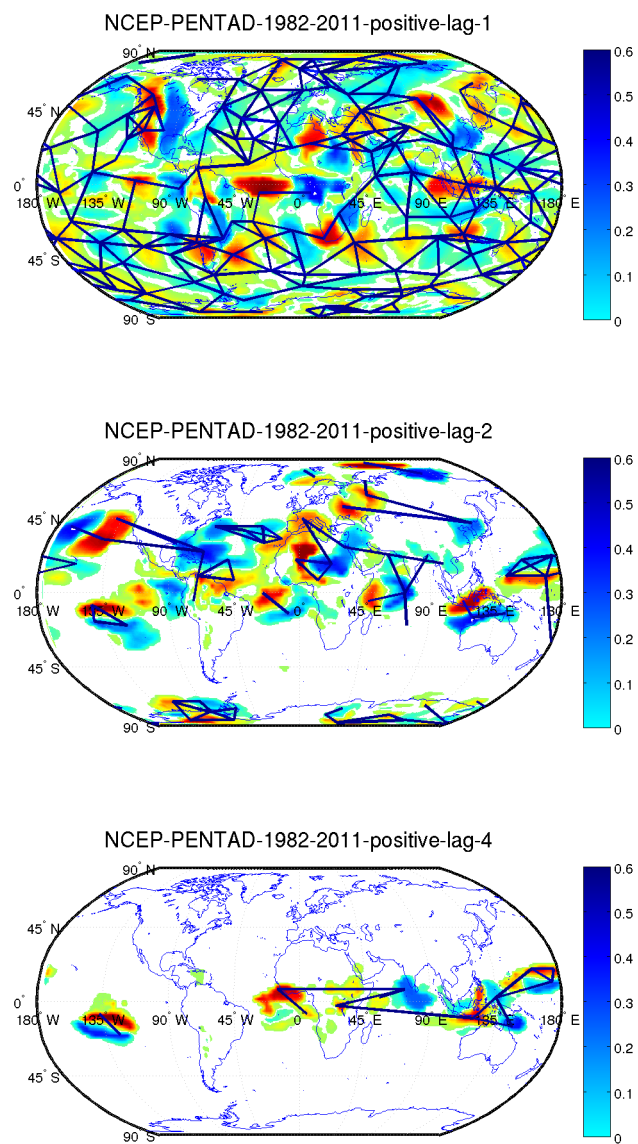 NCEP-PENTAD-1982-2011-positive-lag-1
90° N
45° N
0°
180° W 135° W 90° W 45° W 0° 45° E 90° E 135° E 180° E
45° S
90° S
0.6
0.5
0.4
0.3
0.2
0.1
0
NCEP-PENTAD-1982-2011-positive-lag-2
90° N
45° N
0°
180° W 135° W 90° W 45° W 0° 45° E 90° E 135° E 180° E
45° S
90° S
0.6
0.5
0.4
0.3
0.2
0.1
0
NCEP-PENTAD-1982-2011-positive-lag-4
90° N
45° N
0°
180° W 135° W 90° W 45° W 0° 45° E 90° E 135° E 180° E
45° S
90° S
0.6
0.5
0.4
0.3
0.2
0.1
0